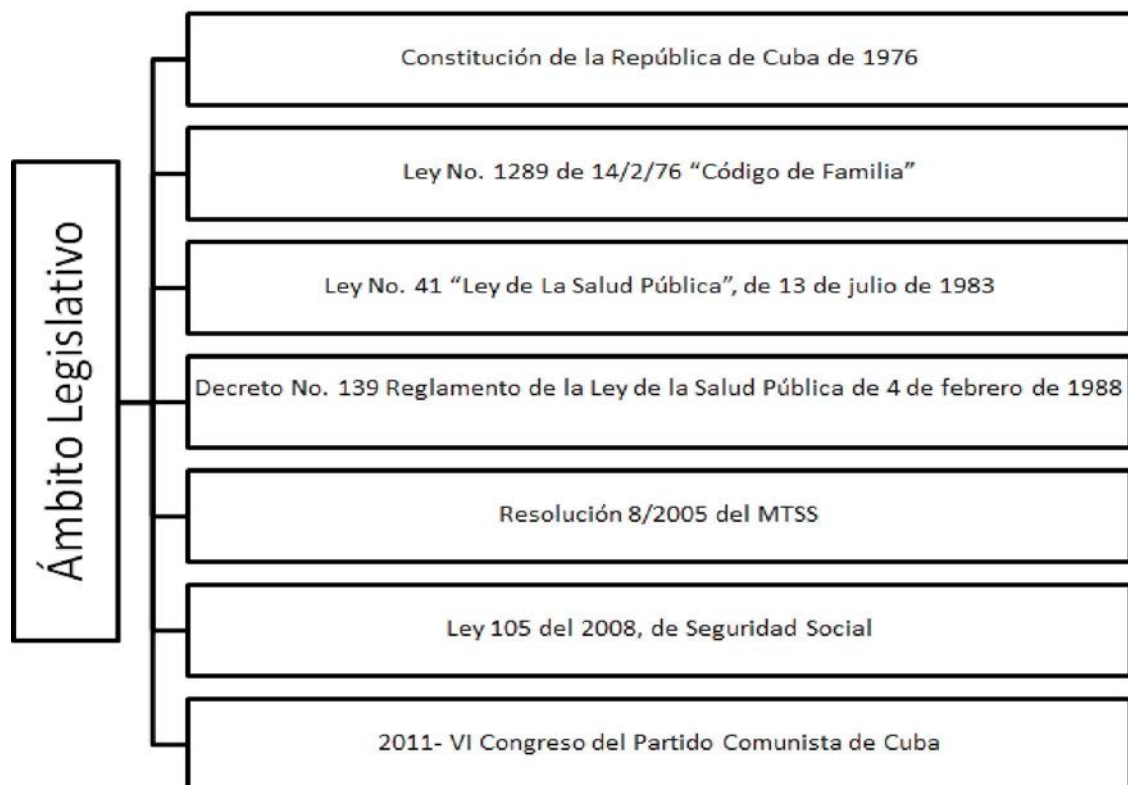 Ámbito Legislativo
Constitución de la República de Cuba de 1976
Ley No. 1289 de 14/2/76 “Código de Familia”
Ley No. 41 “Ley de La Salud Pública”, de 13 de julio de 1983
Decreto No. 139 Reglamento de la Ley de la Salud Pública de 4 de febrero de 1988
Resolución 8/2005 del MTSS
Ley 105 del 2008, de Seguridad Social
2011- VI Congreso del Partido Comunista de Cuba